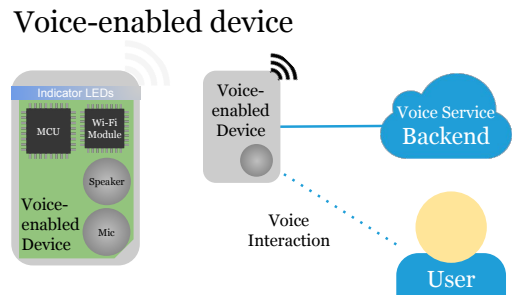 Voice-enabled device
Indicator LEDs
MCU
Wi-Fi
Module
Speaker
Voice-
enabled
Device
Mic
Voice-
enabled
Device
Voice Service
Backend
Voice
Interaction
User